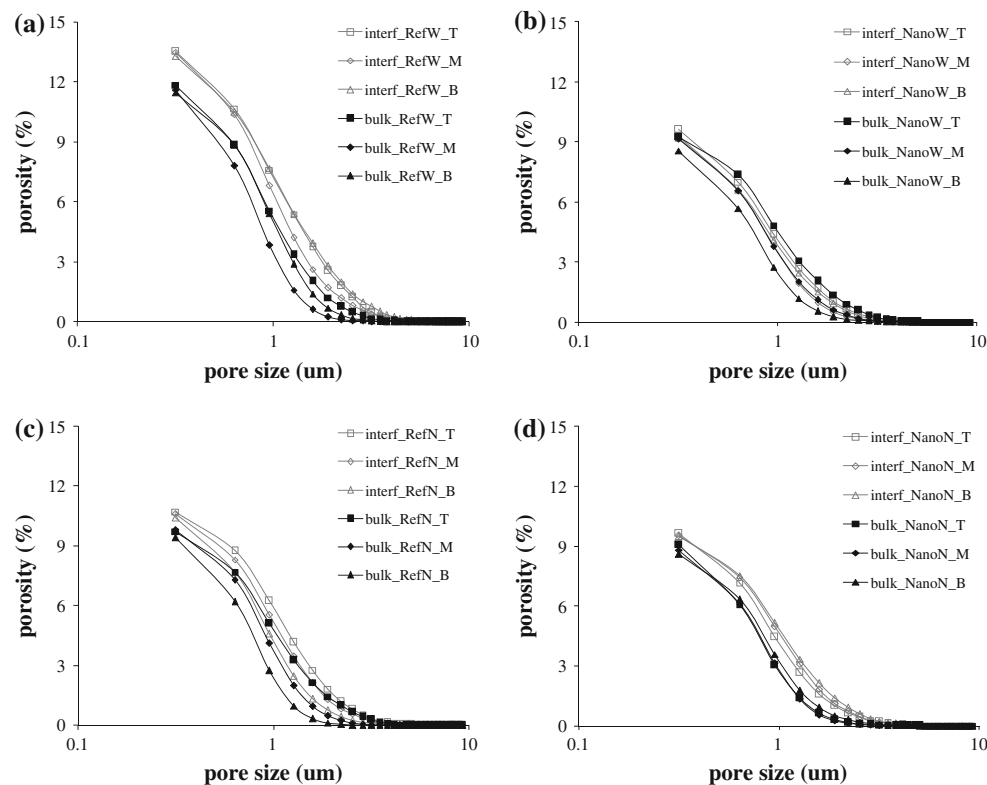 (a)
15
12
9
6
3
0
porosity (%)
0.1
1
10
pore size (um)
interf_RefW_T
interf_RefW_M
interf_RefW_B
bulk_RefW_T
bulk_RefW_M
bulk_RefW_B
(b)
15
12
9
6
3
0
porosity (%)
0.1
1
10
pore size (um)
interf_NanoW_T
interf_NanoW_M
interf_NanoW_B
bulk_NanoW_T
bulk_NanoW_M
bulk_NanoW_B
(c)
15
12
9
6
3
0
porosity (%)
0.1
1
10
pore size (um)
interf_RefN_T
interf_RefN_M
interf_RefN_B
bulk_RefN_T
bulk_RefN_M
bulk_RefN_B
(d)
15
12
9
6
3
0
porosity (%)
0.1
1
10
pore size (um)
interf_NanoN_T
interf_NanoN_M
interf_NanoN_B
bulk_NanoN_T
bulk_NanoN_M
bulk_NanoN_B